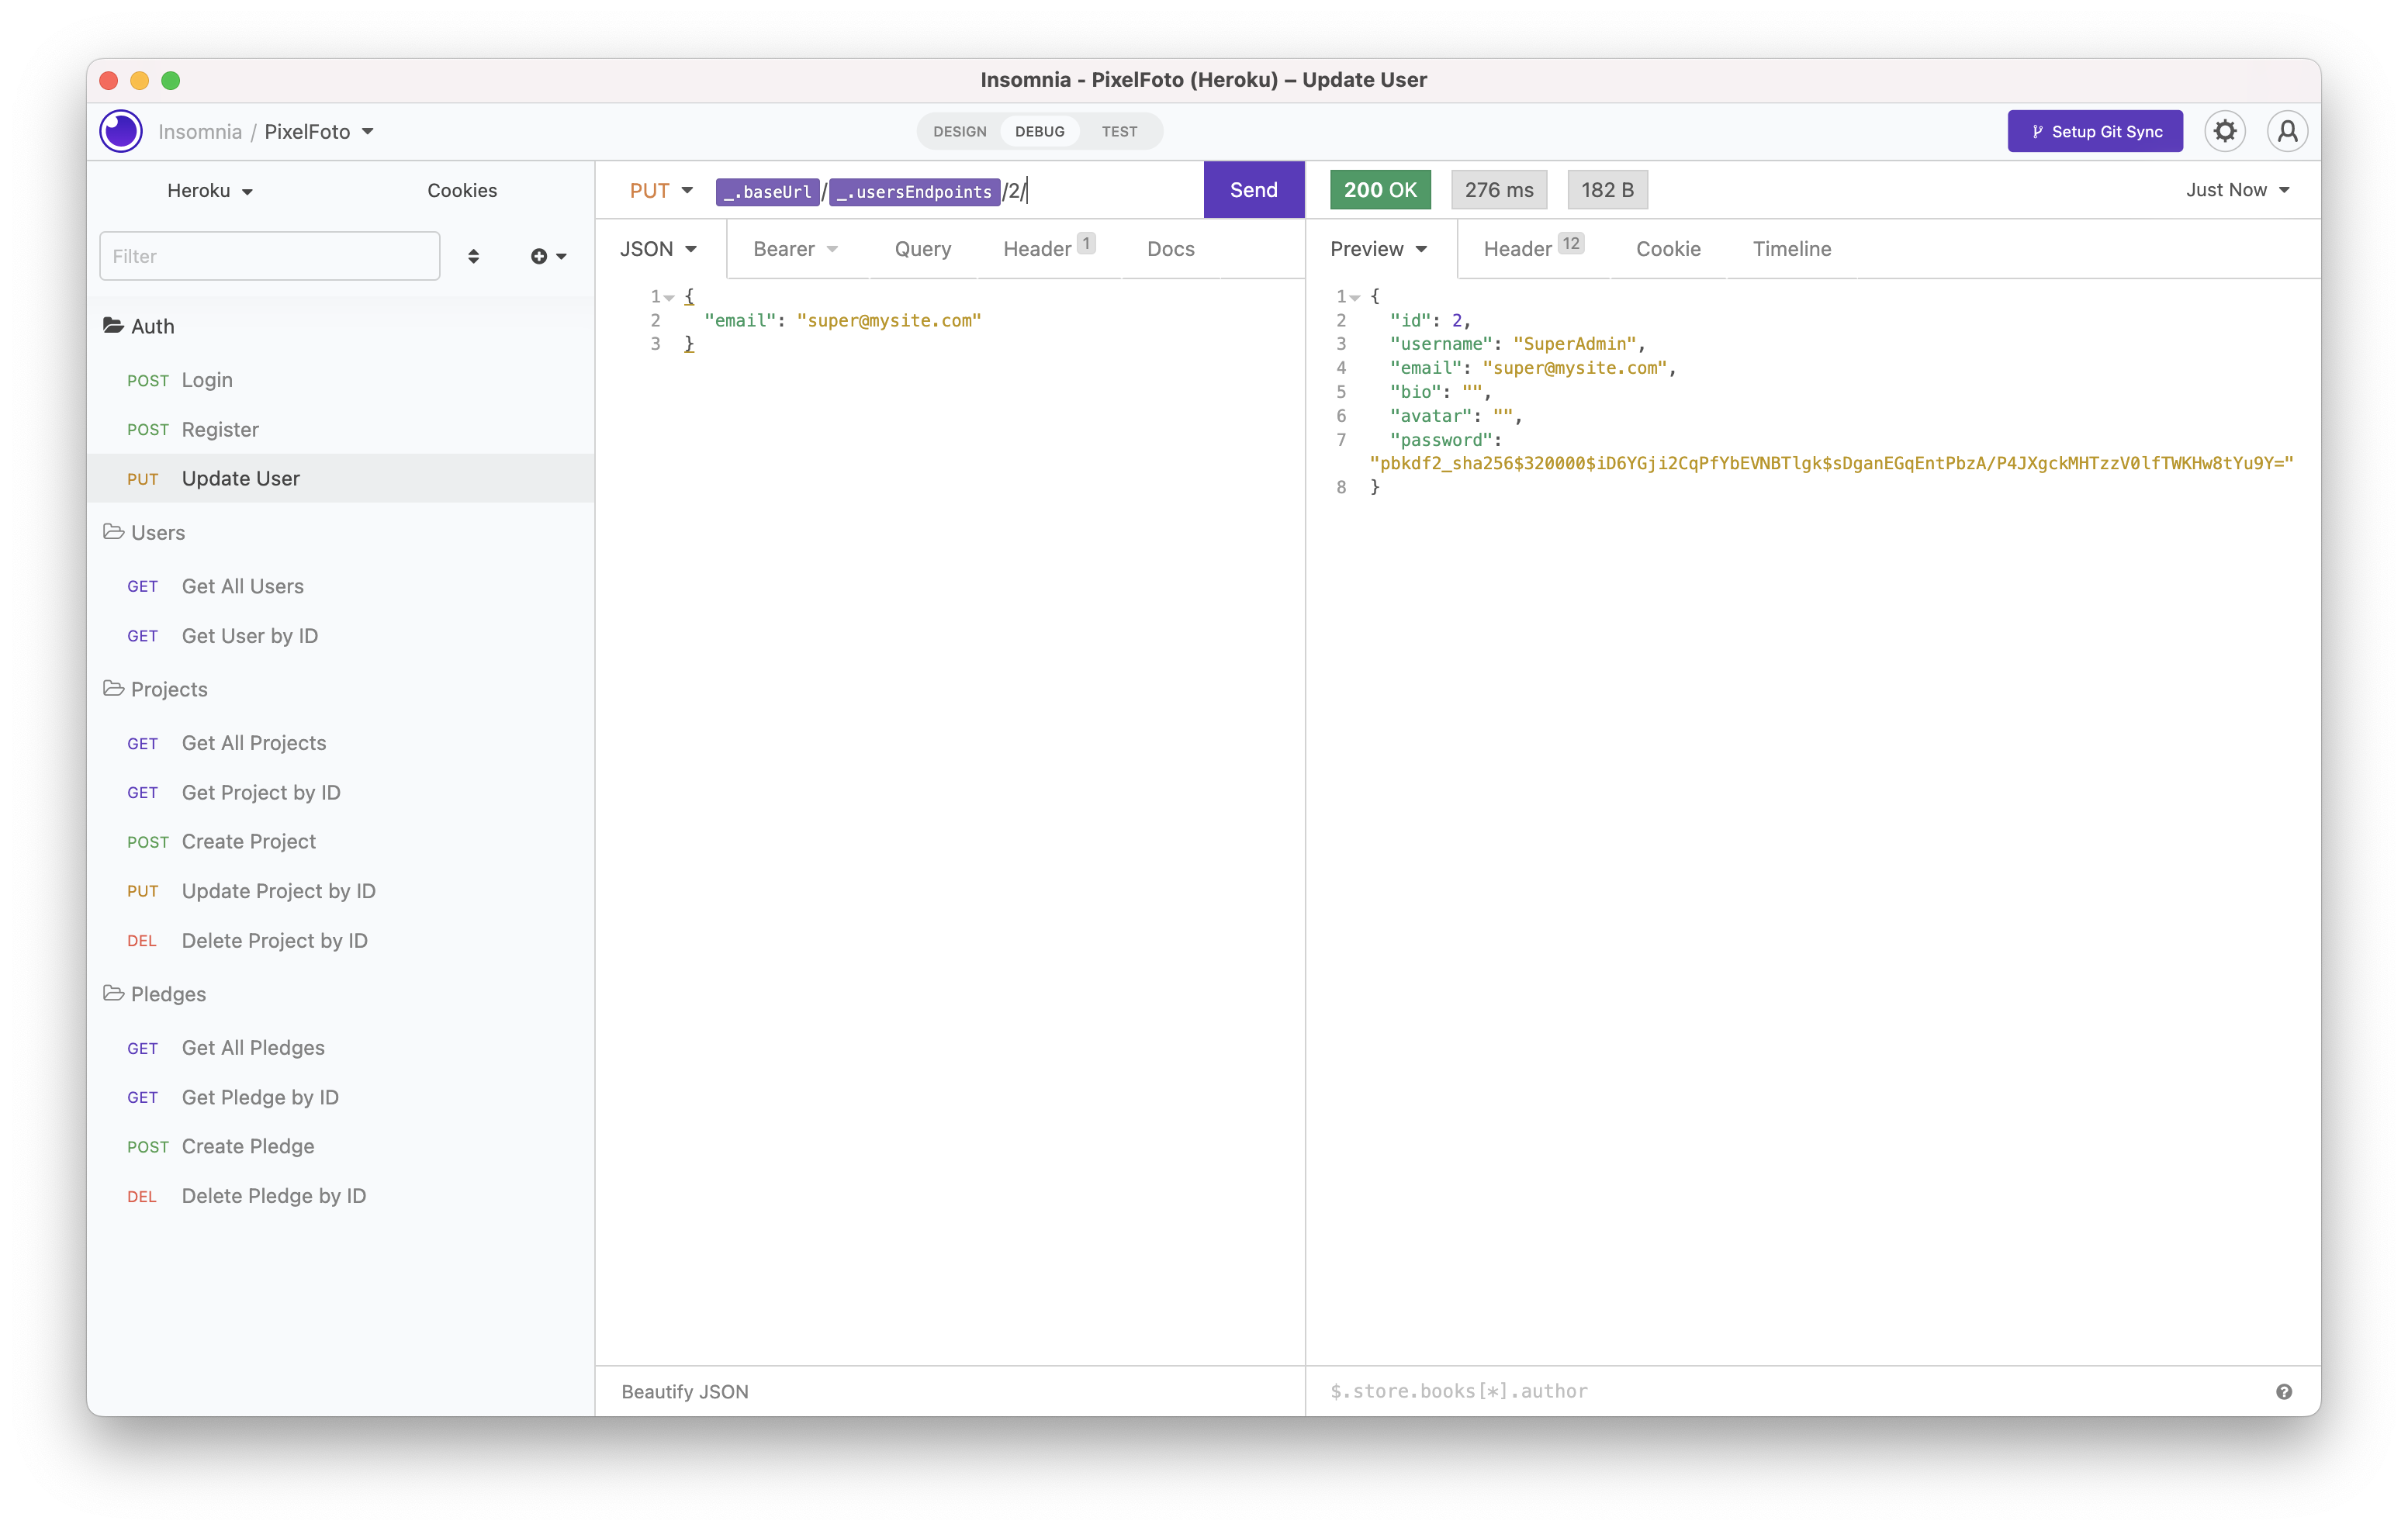 Insomnia - PixelFoto (Heroku) – Update User
Insomnia / PixelFoto
DESIGN DEBUG TEST
Setup Git Sync
Heroku Cookies
Filter
Auth
POST Login
POST Register
PUT Update User
Users
GET Get All Users
GET Get User by ID
Projects
GET Get All Projects
GET Get Project by ID
POST Create Project
PUT Update Project by ID
DEL Delete Project by ID
Pledges
GET Get All Pledges
GET Get Pledge by ID
POST Create Pledge
DEL Delete Pledge by ID
PUT _.baseUrl/_.usersEndpoints/2/
Send
JSON Bearer Query Header 1 Docs
1 {
2 "email": "super@mysite.com"
3 }
Beautify JSON
200 OK 276 ms 182 B Just Now
Preview Header 12 Cookie Timeline
1 {
2 "id": 2,
3 "username": "SuperAdmin",
4 "email": "super@mysite.com",
5 "bio": "",
6 "avatar": "",
7 "password":
"pbkdf2_sha256$320000$iD6YGji2CqPfYbEVNBTlgk$sDganEGqEntPbzA/P4JXgckMHTzzV0lfTWKHw8tYu9Y="
8 }
$.store.books[*].author